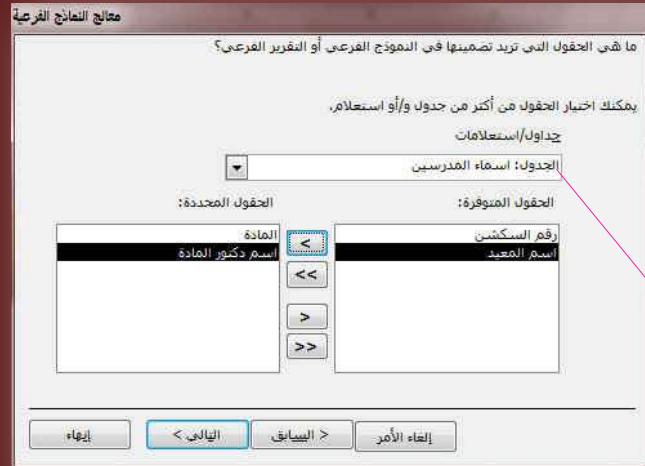 معالج النماذج الفرعية
ما هي الحقول التي تريد تضمينها في النموذج الفرعي أو التقرير الفرعي؟
يمكنك اختيار الحقول من أكثر من جدول و/أو استعلام.
جداول/استعلامات
الجدول: اسماء المدرسين
الحقول المتوفرة:
الحقول المحددة:
رقم السكشن
اسم المعيد
المادة
اسم دكتور المادة
<
<<
>
>>
إلغاء الأمر
< السابق
التالي >
إنهاء